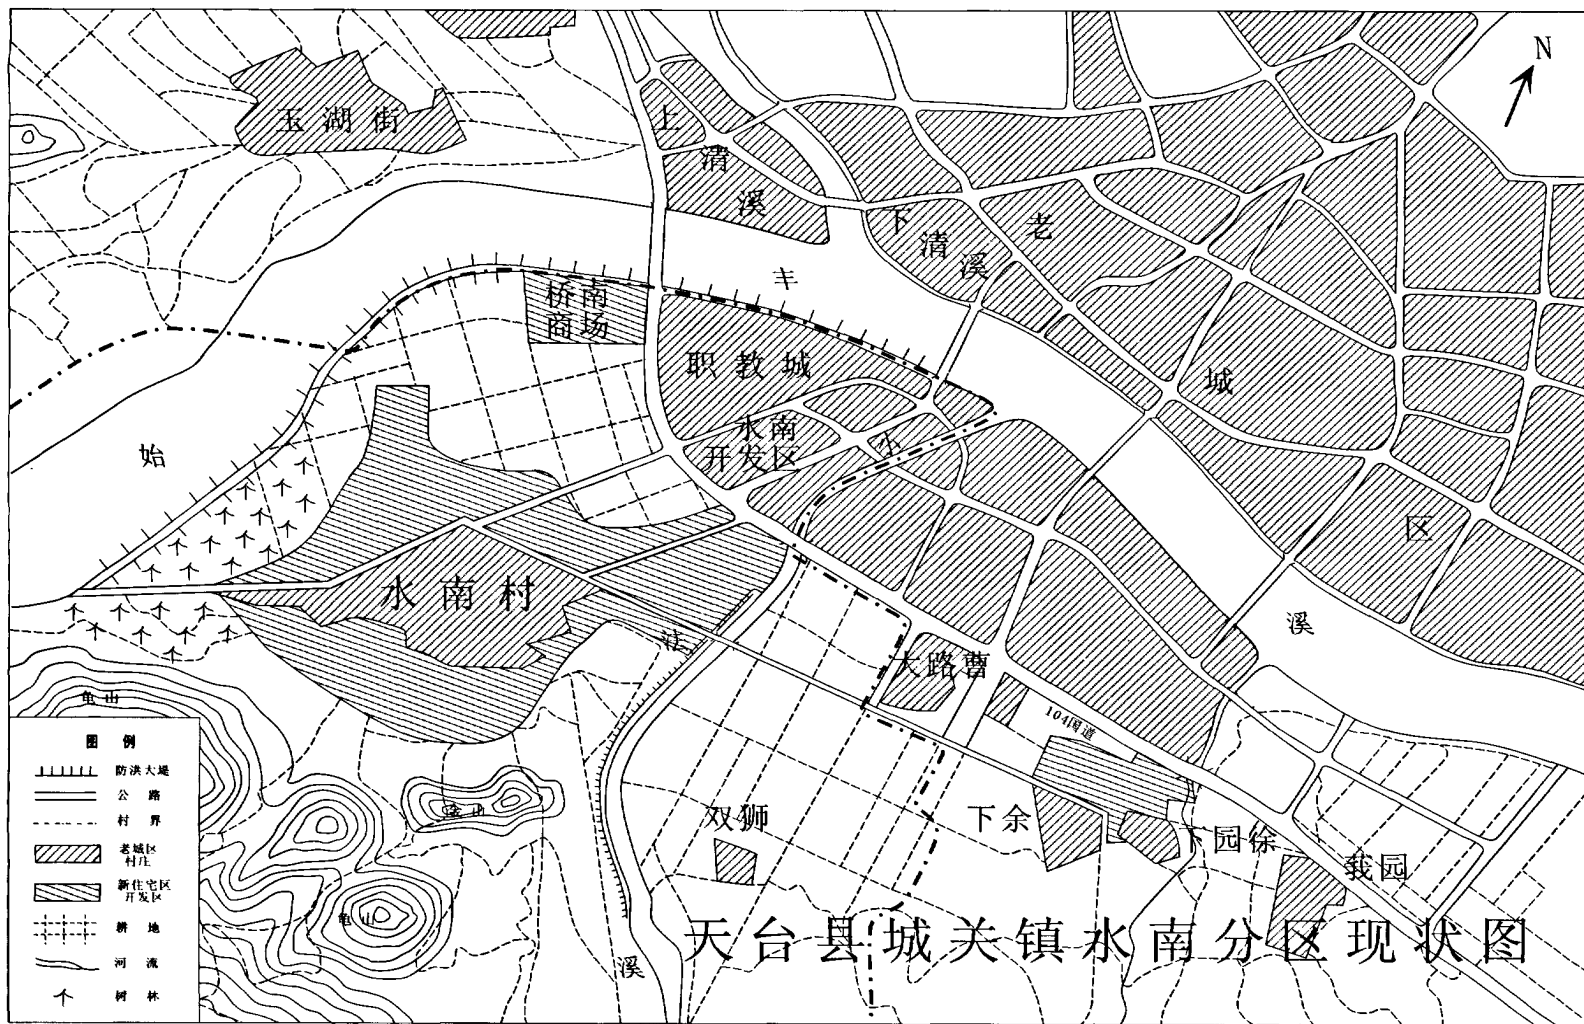 N
玉湖街
上清溪
下清溪
老城区
丰
桥南
商场
职教城
水南
开发区
小
始
水南村
法
溪
大路曹
104国道
溪
龟山
金山
龟山
双狮
下余
下园徐
莪园
图例
防洪大堤
公路
村界
老城区
村庄
新住宅区
开发区
耕地
河流
树林
天台县城关镇水南分区现状图